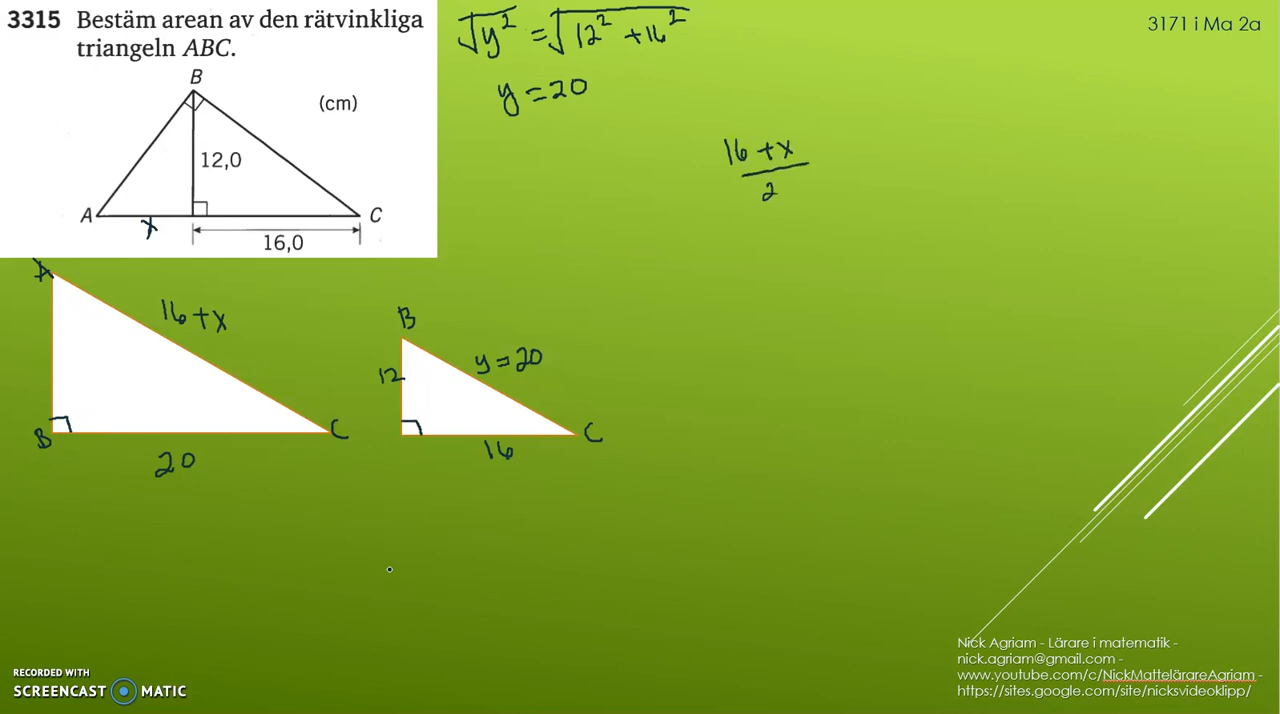 3315 Bestäm arean av den rätvinkliga
triangeln ABC.
B
(cm)
12,0
A
C
x
16,0
√y² = √12² + 16²
y = 20
16 + x
2
3171 i Ma 2a
A
16 + x
B
C
20
B
12
y = 20
C
16
Nick Agriam - Lärare i matematik -
nick.agriam@gmail.com -
www.youtube.com/c/NickMattelärareAgriam -
https://sites.google.com/site/nicksvideoklipp/
RECORDED WITH
SCREENCAST MATIC